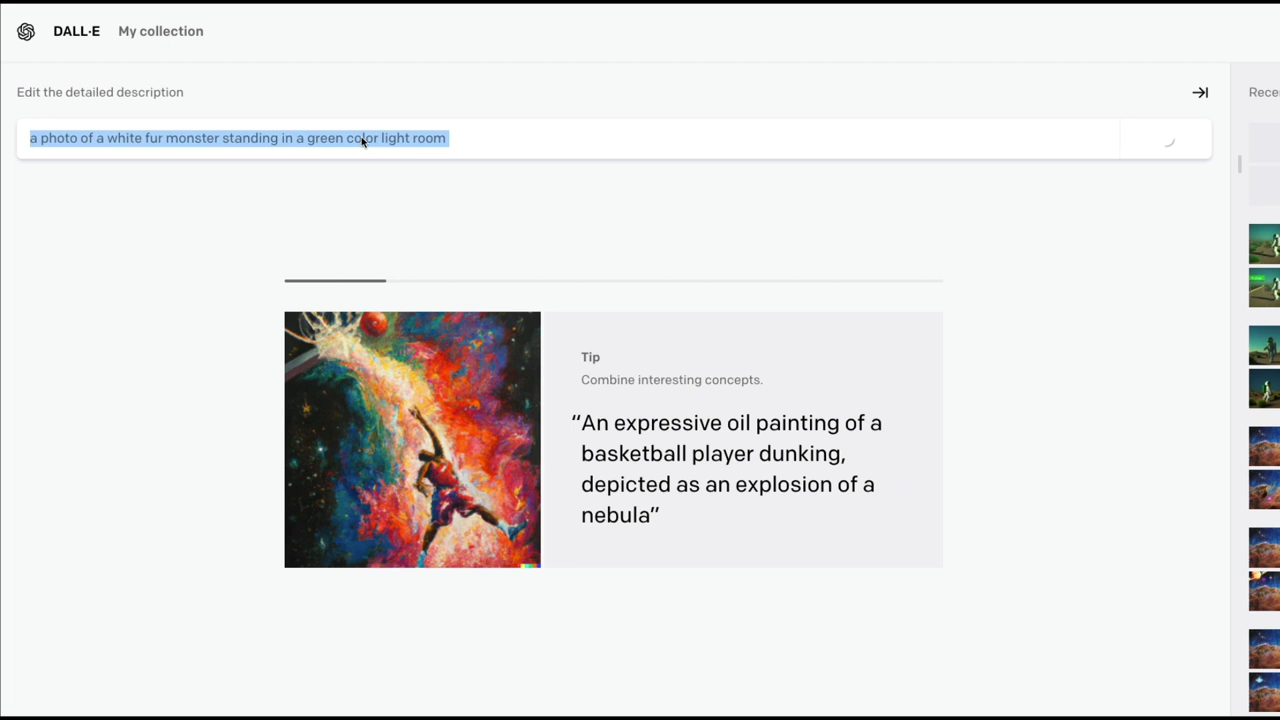 DALL·E My collection
Edit the detailed description
Rece
a photo of a white fur monster standing in a green color light room
Tip
Combine interesting concepts.
“An expressive oil painting of a
basketball player dunking,
depicted as an explosion of a
nebula”